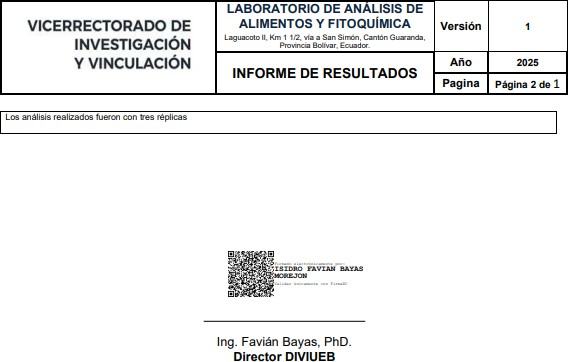 VICERRECTORADO DE
INVESTIGACIÓN
Y VINCULACIÓN
LABORATORIO DE ANÁLISIS DE
ALIMENTOS Y FITOQUÍMICA
Laguacoto II, Km 1 1/2, vía a San Simón, Cantón Guaranda,
Provincia Bolívar, Ecuador.
INFORME DE RESULTADOS
Versión 1
Año 2025
Pagina Página 2 de 1
Los análisis realizados fueron con tres réplicas
Firmado electrónicamente por:
ISIDRO FAVIAN BAYAS
MOREJON
Validar únicamente con FirmaEC
Ing. Favián Bayas, PhD.
Director DIVIUEB